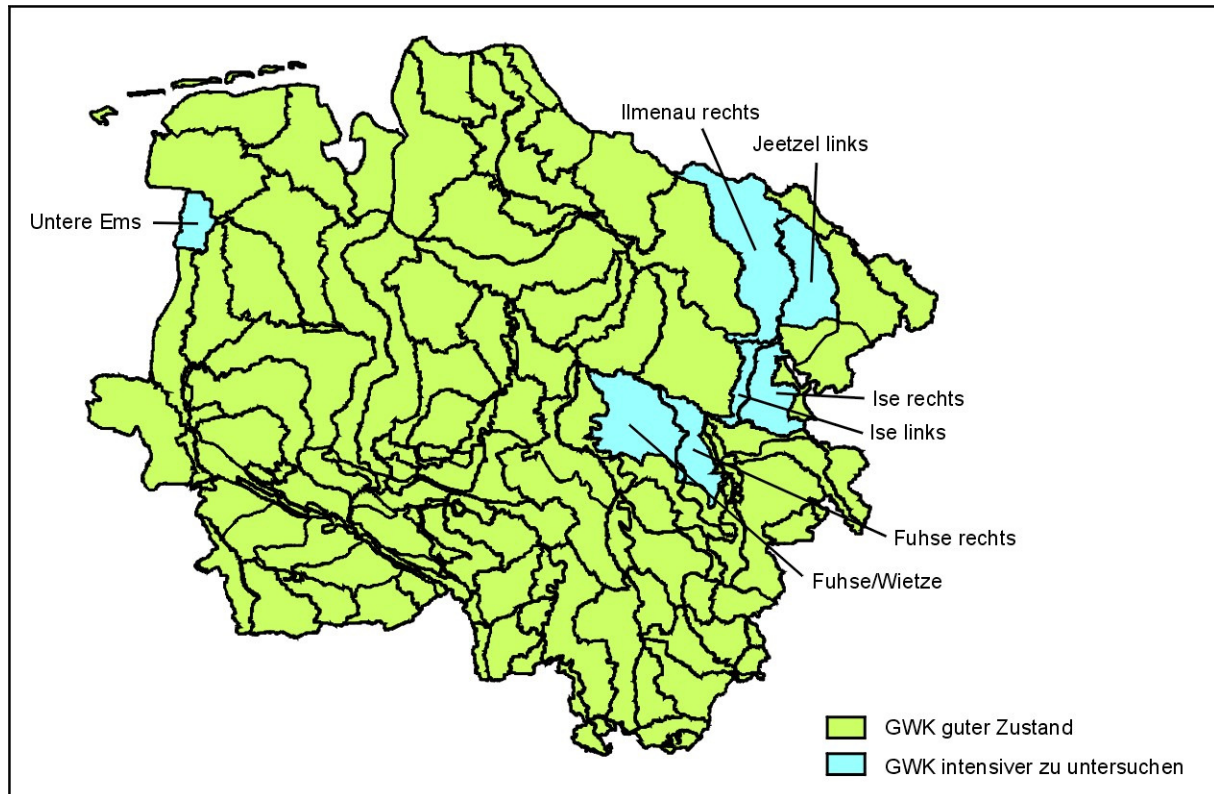 Ilmenau rechts
Jeetzel links
Untere Ems
Ise rechts
Ise links
Fuhse rechts
Fuhse/Wietze
GWK guter Zustand
GWK intensiver zu untersuchen